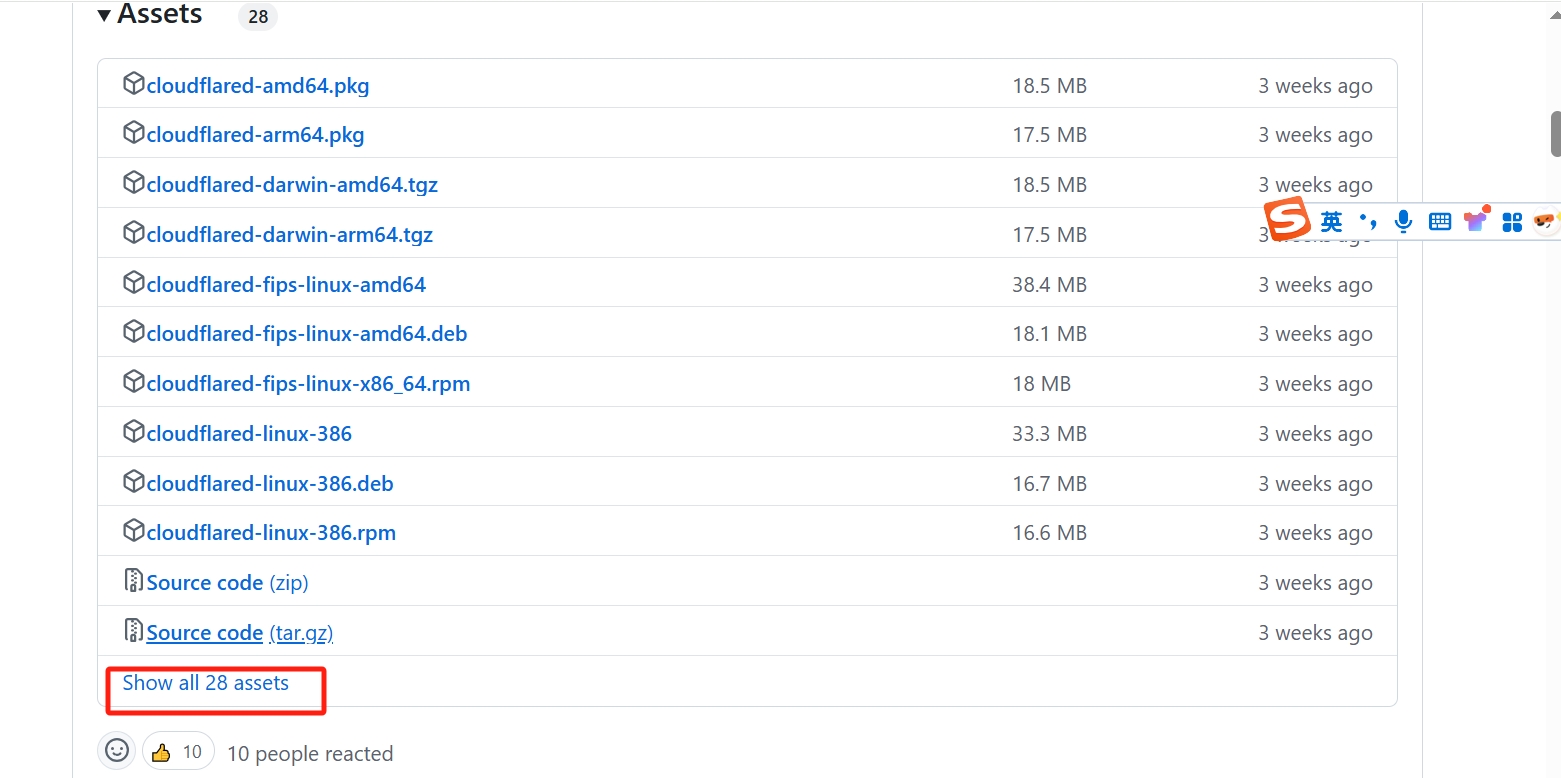 Assets 28
cloudflared-amd64.pkg 18.5 MB 3 weeks ago
cloudflared-arm64.pkg 17.5 MB 3 weeks ago
cloudflared-darwin-amd64.tgz 18.5 MB 3 weeks ago
cloudflared-darwin-arm64.tgz 17.5 MB 3 weeks ago
英
cloudflared-fips-linux-amd64 38.4 MB 3 weeks ago
cloudflared-fips-linux-amd64.deb 18.1 MB 3 weeks ago
cloudflared-fips-linux-x86_64.rpm 18 MB 3 weeks ago
cloudflared-linux-386 33.3 MB 3 weeks ago
cloudflared-linux-386.deb 16.7 MB 3 weeks ago
cloudflared-linux-386.rpm 16.6 MB 3 weeks ago
Source code (zip) 3 weeks ago
Source code (tar.gz) 3 weeks ago
Show all 28 assets
10 10 people reacted